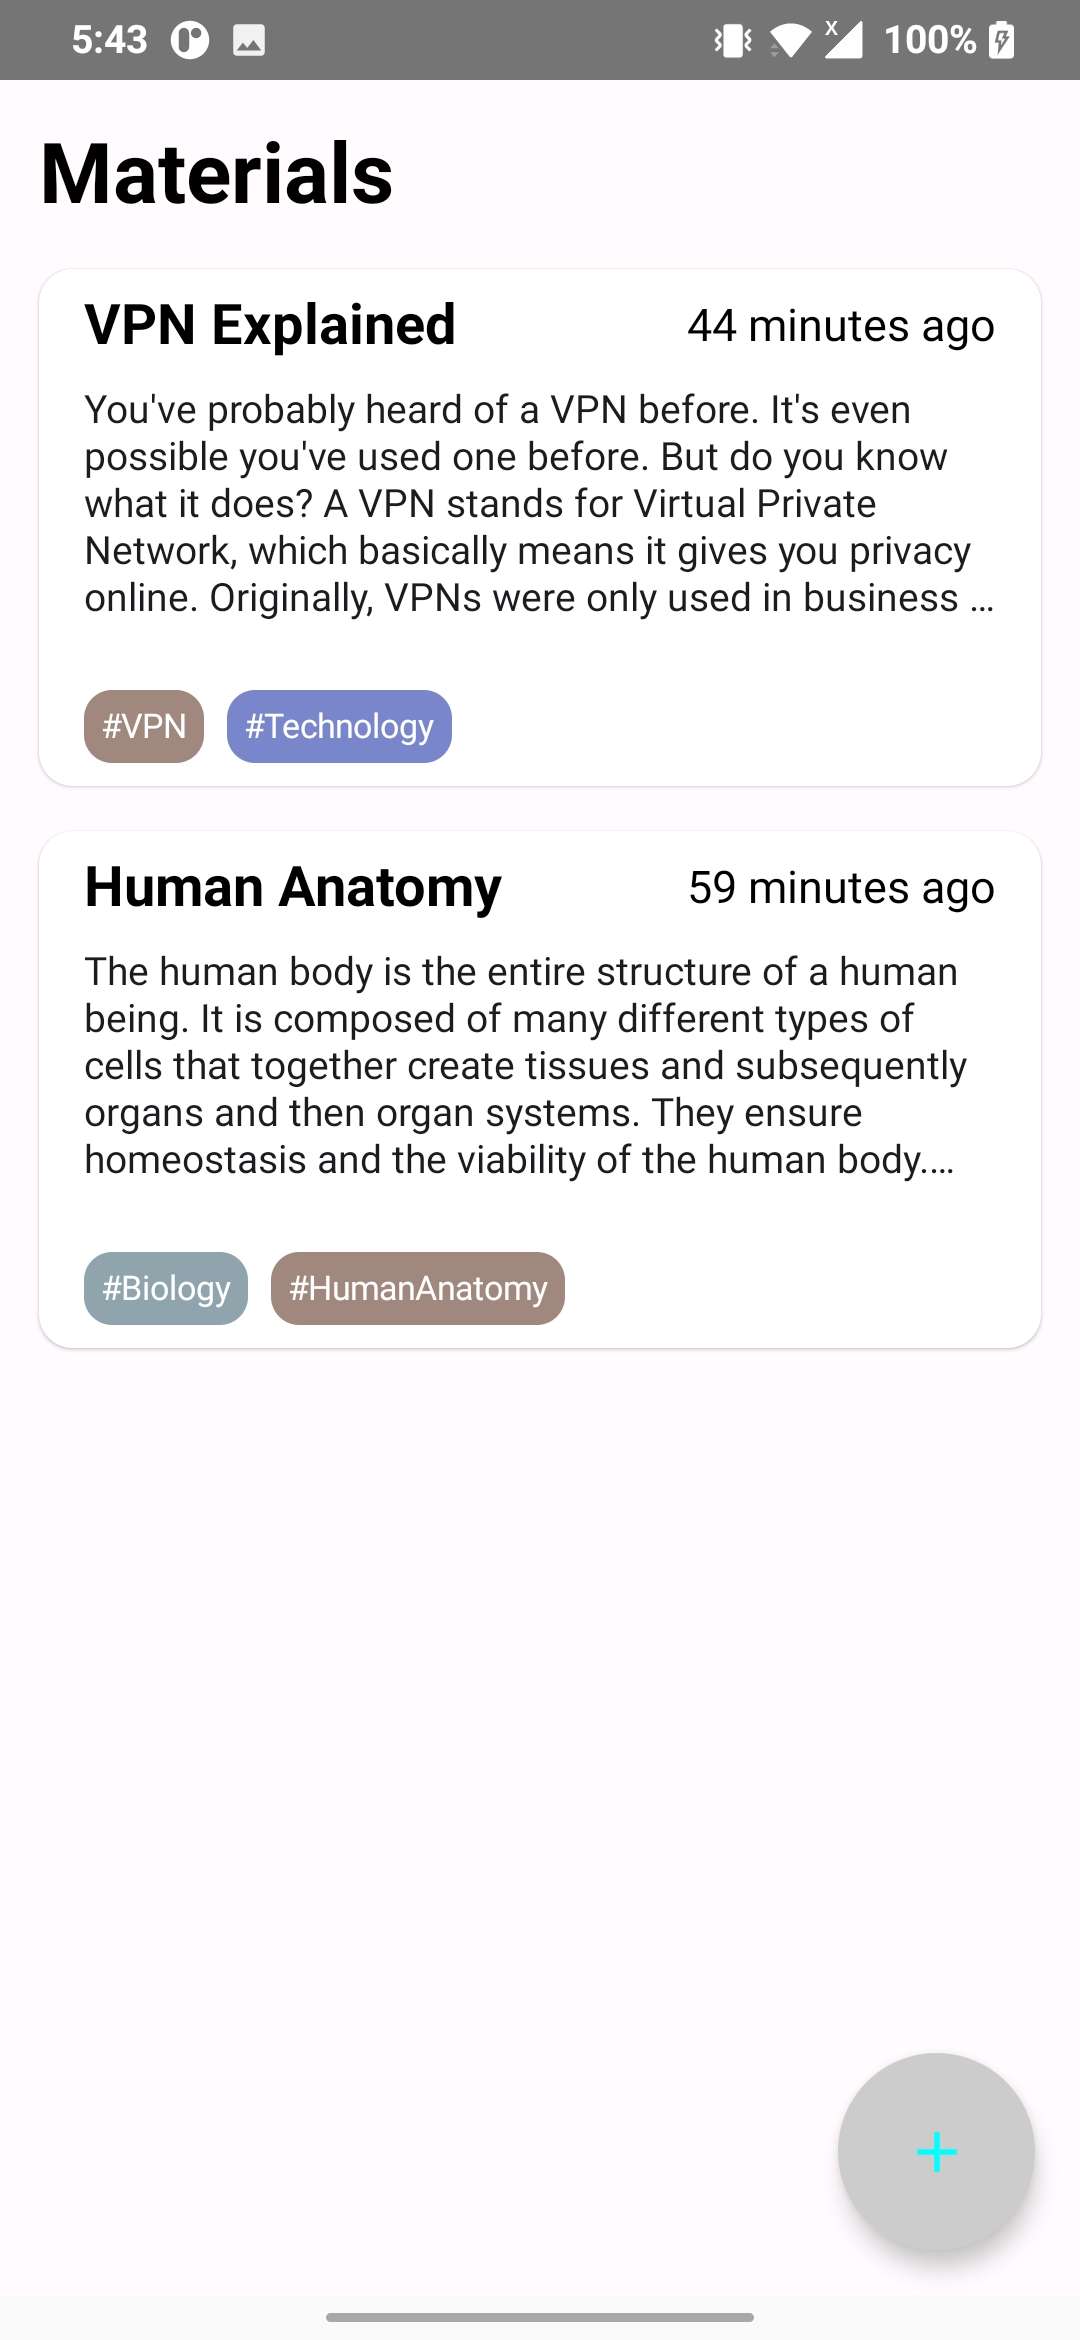 5:43
100%
Materials
VPN Explained
44 minutes ago
You've probably heard of a VPN before. It's even
possible you've used one before. But do you know
what it does? A VPN stands for Virtual Private
Network, which basically means it gives you privacy
online. Originally, VPNs were only used in business ...
#VPN #Technology
Human Anatomy
59 minutes ago
The human body is the entire structure of a human
being. It is composed of many different types of
cells that together create tissues and subsequently
organs and then organ systems. They ensure
homeostasis and the viability of the human body....
#Biology #HumanAnatomy